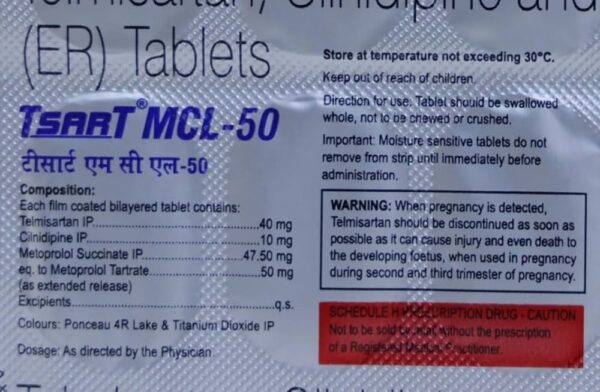 Telmisartan, Cilnidipine and
(ER) Tablets
TSART® MCL-50
टीसार्ट एम सी एल-50
Composition:
Each film coated bilayered tablet contains:
Telmisartan IP..........40 mg
Cilnidipine IP..........10 mg
Metoprolol Succinate IP..........47.50 mg
eq. to Metoprolol Tartrate..........50 mg
(as extended release)
Excipients..........q.s.
Colours: Ponceau 4R Lake & Titanium Dioxide IP
Dosage: As directed by the Physician.
Store at temperature not exceeding 30°C.
Keep out of reach of children.
Direction for use: Tablet should be swallowed
whole, not to be chewed or crushed.
Important: Moisture sensitive tablets do not
remove from strip until immediately before
administration.
WARNING: When pregnancy is detected,
Telmisartan should be discontinued as soon as
possible as it can cause injury and even death to
the developing foetus, when used in pregnancy
during second and third trimester of pregnancy.
SCHEDULE H PRESCRIPTION DRUG - CAUTION
Not to be sold by retail without the prescription
of a Registered Medical Practitioner.